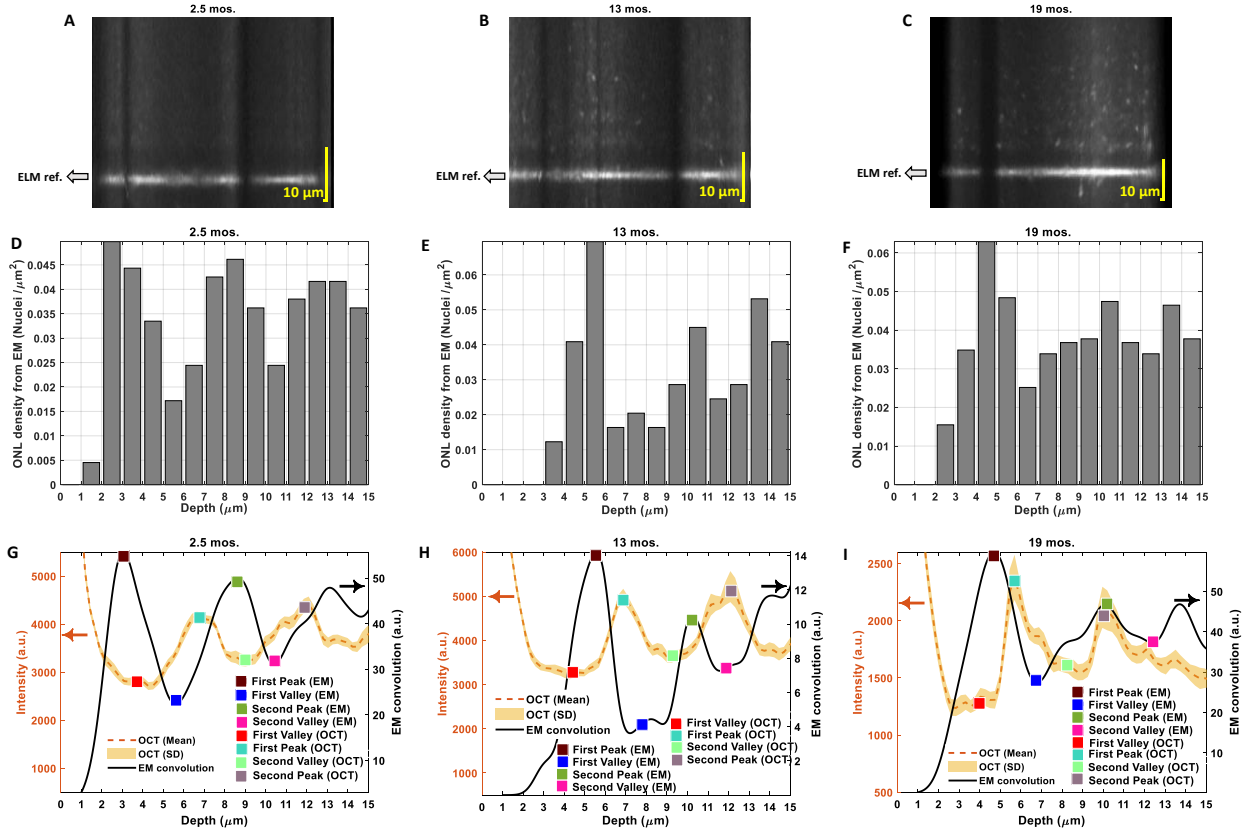 2.5 mos.
13 mos.
19 mos.
A
B
C
ELM ref.
10 μm
ELM ref.
10 μm
ELM ref.
10 μm
D
2.5 mos.
ONL density from EM (Nuclei/μm²)
0.045
0.04
0.035
0.03
0.025
0.02
0.015
0.01
0.005
0
0 1 2 3 4 5 6 7 8 9 10 11 12 13 14 15
Depth (μm)
E
13 mos.
ONL density from EM (Nuclei/μm²)
0.06
0.05
0.04
0.03
0.02
0.01
0
0 1 2 3 4 5 6 7 8 9 10 11 12 13 14 15
Depth (μm)
F
19 mos.
ONL density from EM (Nuclei/μm²)
0.06
0.05
0.04
0.03
0.02
0.01
0
0 1 2 3 4 5 6 7 8 9 10 11 12 13 14 15
Depth (μm)
G
2.5 mos.
Intensity (a.u.)
5000
4000
3000
2000
1000
EM convolution (a.u.)
50
40
30
20
10
First Peak (EM)
First Valley (EM)
Second Peak (EM)
Second Valley (EM)
First Valley (OCT)
First Peak (OCT)
Second Valley (OCT)
Second Peak (OCT)
OCT (Mean)
OCT (SD)
EM convolution
0 1 2 3 4 5 6 7 8 9 10 11 12 13 14 15
Depth (μm)
H
13 mos.
Intensity (a.u.)
6000
5000
4000
3000
2000
1000
EM convolution (a.u.)
14
12
10
8
6
4
2
OCT (Mean)
OCT (SD)
EM convolution
First Peak (EM)
First Valley (EM)
Second Peak (EM)
Second Valley (EM)
First Valley (OCT)
First Peak (OCT)
Second Valley (OCT)
Second Peak (OCT)
0 1 2 3 4 5 6 7 8 9 10 11 12 13 14 15
Depth (μm)
I
19 mos.
Intensity (a.u.)
2500
2000
1500
1000
500
EM convolution (a.u.)
50
40
30
20
10
First Peak (EM)
First Valley (EM)
Second Peak (EM)
Second Valley (EM)
First Valley (OCT)
First Peak (OCT)
Second Valley (OCT)
Second Peak (OCT)
OCT (Mean)
OCT (SD)
EM convolution
0 1 2 3 4 5 6 7 8 9 10 11 12 13 14 15
Depth (μm)